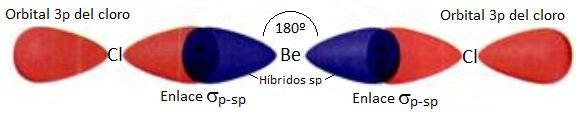 Orbital 3p del cloro
180º
Orbital 3p del cloro
Cl
Be
Cl
Híbridos sp
Enlace σp-sp
Enlace σp-sp